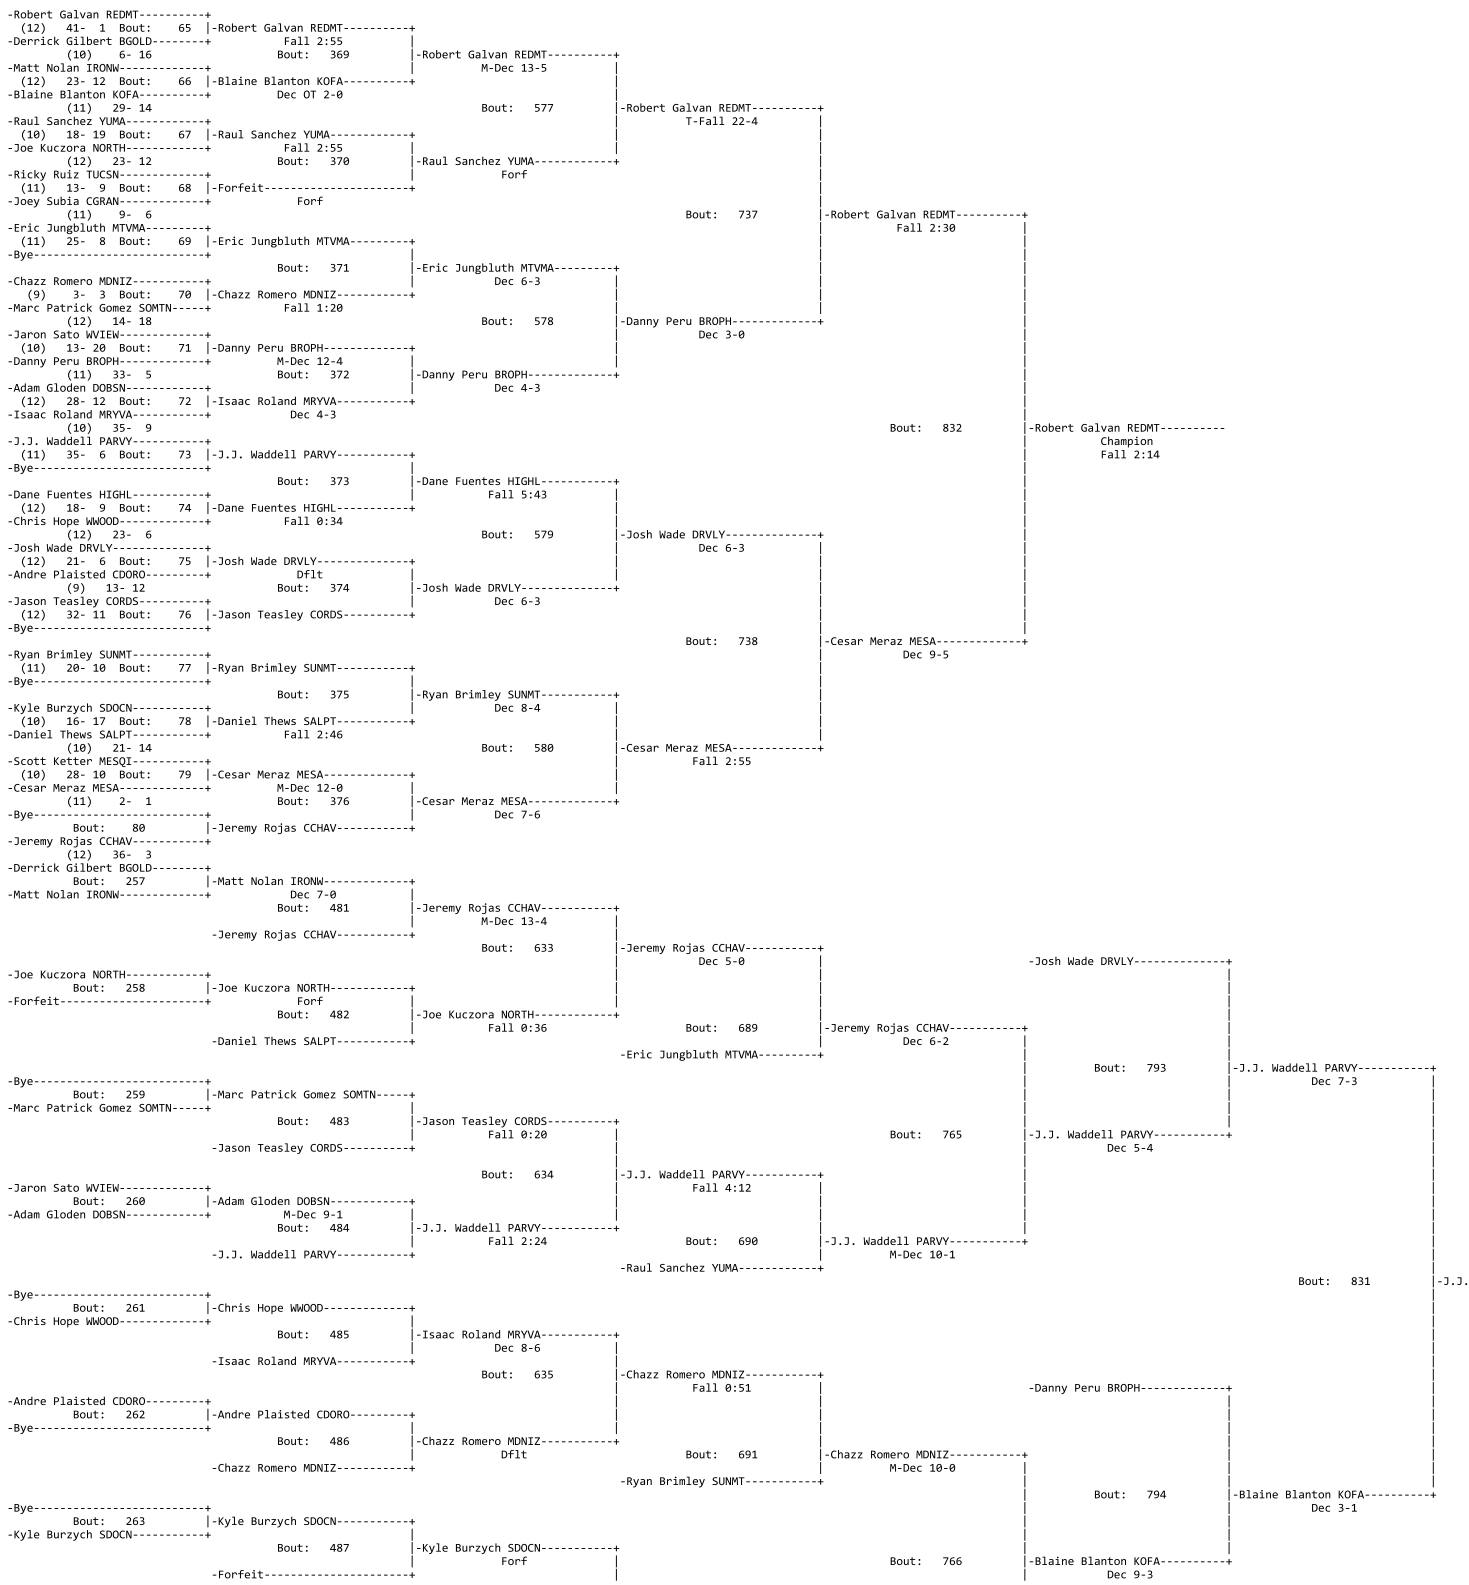 -Robert Galvan REDMT----------+
(12) 41- 1 Bout: 65 |-Robert Galvan REDMT----------+
-Derrick Gilbert BGOLD--------+ Fall 2:55 |
(10) 6- 16 Bout: 369 |-Robert Galvan REDMT----------+
-Matt Nolan IRONW-------------+ | M-Dec 13-5 |
(12) 23- 12 Bout: 66 |-Blaine Blanton KOFA----------+ |
-Blaine Blanton KOFA----------+ Dec OT 2-0 |
(11) 29- 14 Bout: 577 |-Robert Galvan REDMT----------+
-Raul Sanchez YUMA------------+ | T-Fall 22-4 |
(10) 18- 19 Bout: 67 |-Raul Sanchez YUMA------------+ | |
-Joe Kuczora NORTH------------+ Fall 2:55 | | |
(12) 23- 12 Bout: 370 |-Raul Sanchez YUMA------------+ |
-Ricky Ruiz TUCSN-------------+ | Forf |
(11) 13- 9 Bout: 68 |-Forfeit----------------------+ |
-Joey Subia CGRAN-------------+ Forf |
(11) 9- 6 Bout: 737 |-Robert Galvan REDMT----------+
-Eric Jungbluth MTVMA---------+ | Fall 2:30 |
(11) 25- 8 Bout: 69 |-Eric Jungbluth MTVMA---------+ | |
-Bye--------------------------+ | | |
Bout: 371 |-Eric Jungbluth MTVMA---------+ | |
-Chazz Romero MDNIZ-----------+ | Dec 6-3 | | |
(9) 3- 3 Bout: 70 |-Chazz Romero MDNIZ-----------+ | | |
-Marc Patrick Gomez SOMTN-----+ Fall 1:20 | | |
(12) 14- 18 Bout: 578 |-Danny Peru BROPH-------------+ |
-Jaron Sato WVIEW-------------+ | Dec 3-0 |
(10) 13- 20 Bout: 71 |-Danny Peru BROPH-------------+ | |
-Danny Peru BROPH-------------+ M-Dec 12-4 | | |
(11) 33- 5 Bout: 372 |-Danny Peru BROPH-------------+ |
-Adam Gloden DOBSN------------+ | Dec 4-3 |
(12) 28- 12 Bout: 72 |-Isaac Roland MRYVA-----------+ |
-Isaac Roland MRYVA-----------+ Dec 4-3 |
(10) 35- 9 Bout: 832 |-Robert Galvan REDMT----------
-J.J. Waddell PARVY-----------+ | Champion
(11) 35- 6 Bout: 73 |-J.J. Waddell PARVY-----------+ | Fall 2:14
-Bye--------------------------+ | |
Bout: 373 |-Dane Fuentes HIGHL-----------+ |
-Dane Fuentes HIGHL-----------+ | Fall 5:43 | |
(12) 18- 9 Bout: 74 |-Dane Fuentes HIGHL-----------+ | |
-Chris Hope WWOOD-------------+ Fall 0:34 | |
(12) 23- 6 Bout: 579 |-Josh Wade DRVLY--------------+ |
-Josh Wade DRVLY--------------+ | Dec 6-3 | |
(12) 21- 6 Bout: 75 |-Josh Wade DRVLY--------------+ | | |
-Andre Plaisted CDORO---------+ Dflt | | | |
(9) 13- 12 Bout: 374 |-Josh Wade DRVLY--------------+ | |
-Jason Teasley CORDS----------+ | Dec 6-3 | |
(12) 32- 11 Bout: 76 |-Jason Teasley CORDS----------+ | |
-Bye--------------------------+ | |
Bout: 738 |-Cesar Meraz MESA-------------+
-Ryan Brimley SUNMT-----------+ | Dec 9-5
(11) 20- 10 Bout: 77 |-Ryan Brimley SUNMT-----------+ |
-Bye--------------------------+ | |
Bout: 375 |-Ryan Brimley SUNMT-----------+ |
-Kyle Burzych SDOCN-----------+ | Dec 8-4 | |
(10) 16- 17 Bout: 78 |-Daniel Thews SALPT-----------+ | |
-Daniel Thews SALPT-----------+ Fall 2:46 | |
(10) 21- 14 Bout: 580 |-Cesar Meraz MESA-------------+
-Scott Ketter MESQI-----------+ | Fall 2:55
(10) 28- 10 Bout: 79 |-Cesar Meraz MESA-------------+ |
-Cesar Meraz MESA-------------+ M-Dec 12-0 | |
(11) 2- 1 Bout: 376 |-Cesar Meraz MESA-------------+
-Bye--------------------------+ | Dec 7-6
Bout: 80 |-Jeremy Rojas CCHAV-----------+
-Jeremy Rojas CCHAV-----------+
(12) 36- 3
-Derrick Gilbert BGOLD--------+
Bout: 257 |-Matt Nolan IRONW-------------+
-Matt Nolan IRONW-------------+ Dec 7-0 |
Bout: 481 |-Jeremy Rojas CCHAV-----------+
| M-Dec 13-4 |
-Jeremy Rojas CCHAV-----------+ |
Bout: 633 |-Jeremy Rojas CCHAV-----------+
| Dec 5-0 | -Josh Wade DRVLY--------------+
-Joe Kuczora NORTH------------+ | | |
Bout: 258 |-Joe Kuczora NORTH------------+ | | |
-Forfeit----------------------+ Forf | | | |
Bout: 482 |-Joe Kuczora NORTH------------+ | |
| Fall 0:36 Bout: 689 |-Jeremy Rojas CCHAV-----------+ |
-Daniel Thews SALPT-----------+ | Dec 6-2 | |
-Eric Jungbluth MTVMA---------+ | |
Bout: 793 |-J.J. Waddell PARVY-----------+
-Bye--------------------------+ | | Dec 7-3 |
Bout: 259 |-Marc Patrick Gomez SOMTN-----+ | | |
-Marc Patrick Gomez SOMTN-----+ | | | |
Bout: 483 |-Jason Teasley CORDS----------+ | | |
| Fall 0:20 | Bout: 765 |-J.J. Waddell PARVY-----------+ |
-Jason Teasley CORDS----------+ | | Dec 5-4 |
Bout: 634 |-J.J. Waddell PARVY-----------+ | |
-Jaron Sato WVIEW-------------+ | Fall 4:12 | | |
Bout: 260 |-Adam Gloden DOBSN------------+ | | | |
-Adam Gloden DOBSN------------+ M-Dec 9-1 | | | | |
Bout: 484 |-J.J. Waddell PARVY-----------+ | | |
| Fall 2:24 Bout: 690 |-J.J. Waddell PARVY-----------+ |
-J.J. Waddell PARVY-----------+ | M-Dec 10-1 |
-Raul Sanchez YUMA------------+ |
Bout: 831 |-J.J.
-Bye--------------------------+ |
Bout: 261 |-Chris Hope WWOOD-------------+ |
-Chris Hope WWOOD-------------+ | |
Bout: 485 |-Isaac Roland MRYVA-----------+ |
| Dec 8-6 | |
-Isaac Roland MRYVA-----------+ | |
Bout: 635 |-Chazz Romero MDNIZ-----------+ |
| Fall 0:51 | -Danny Peru BROPH-------------+ |
-Andre Plaisted CDORO---------+ | | | |
Bout: 262 |-Andre Plaisted CDORO---------+ | | | |
-Bye--------------------------+ | | | | |
Bout: 486 |-Chazz Romero MDNIZ-----------+ | | |
| Dflt Bout: 691 |-Chazz Romero MDNIZ-----------+ | |
-Chazz Romero MDNIZ-----------+ | M-Dec 10-0 | | |
-Ryan Brimley SUNMT-----------+ | | |
Bout: 794 |-Blaine Blanton KOFA----------+
-Bye--------------------------+ | | Dec 3-1
Bout: 263 |-Kyle Burzych SDOCN-----------+ | |
-Kyle Burzych SDOCN-----------+ | | |
Bout: 487 |-Kyle Burzych SDOCN-----------+ | |
| Forf | Bout: 766 |-Blaine Blanton KOFA----------+
-Forfeit----------------------+ | | Dec 9-3